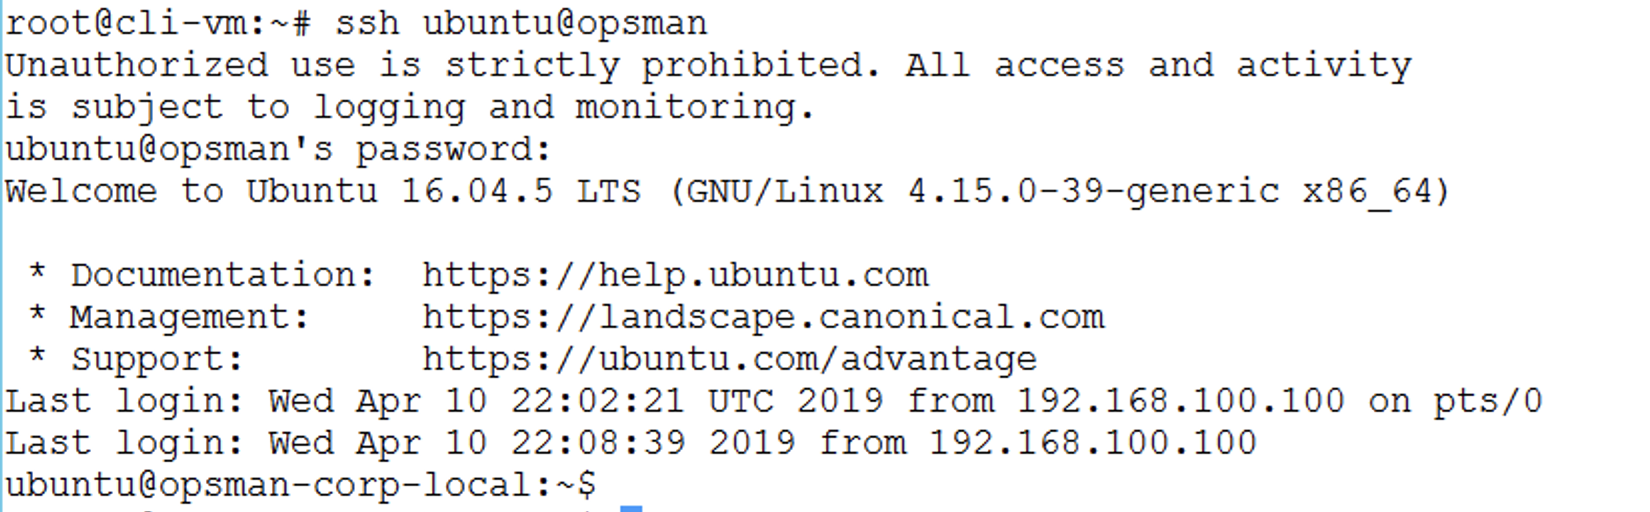 root@cli-vm:~# ssh ubuntu@opsman
Unauthorized use is strictly prohibited. All access and activity
is subject to logging and monitoring.
ubuntu@opsman's password:
Welcome to Ubuntu 16.04.5 LTS (GNU/Linux 4.15.0-39-generic x86_64)

 * Documentation:  https://help.ubuntu.com
 * Management:     https://landscape.canonical.com
 * Support:        https://ubuntu.com/advantage
Last login: Wed Apr 10 22:02:21 UTC 2019 from 192.168.100.100 on pts/0
Last login: Wed Apr 10 22:08:39 2019 from 192.168.100.100
ubuntu@opsman-corp-local:~$